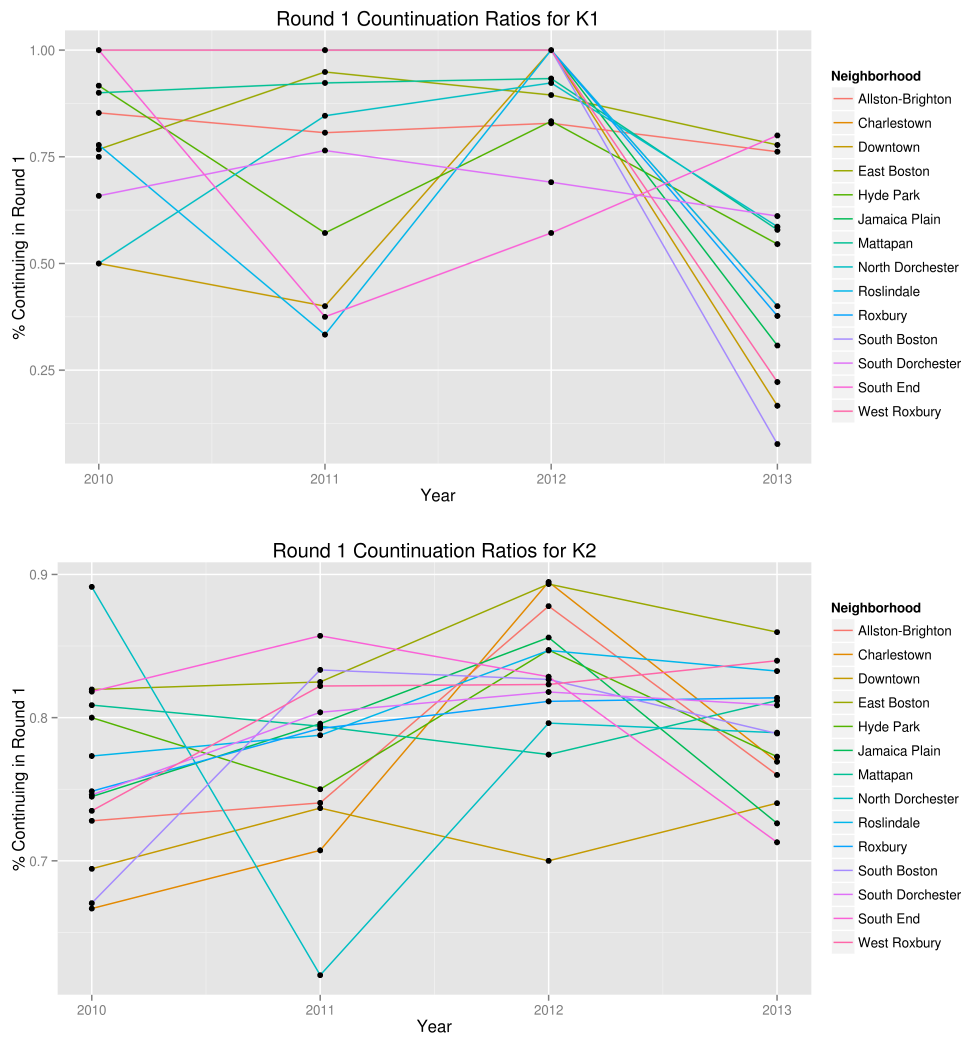 Round 1 Countinuation Ratios for K1
% Continuing in Round 1
1.00
0.75
0.50
0.25
2010
2011
2012
2013
Year
Neighborhood
Allston-Brighton
Charlestown
Downtown
East Boston
Hyde Park
Jamaica Plain
Mattapan
North Dorchester
Roslindale
Roxbury
South Boston
South Dorchester
South End
West Roxbury
Round 1 Countinuation Ratios for K2
% Continuing in Round 1
0.9
0.8
0.7
2010
2011
2012
2013
Year
Neighborhood
Allston-Brighton
Charlestown
Downtown
East Boston
Hyde Park
Jamaica Plain
Mattapan
North Dorchester
Roslindale
Roxbury
South Boston
South Dorchester
South End
West Roxbury